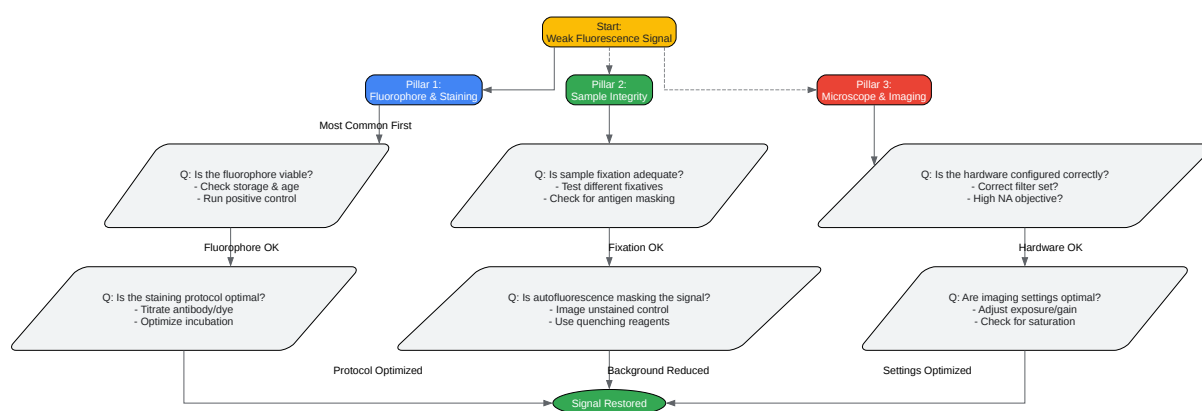 Start:
Weak Fluorescence Signal
Pillar 1:
Fluorophore & Staining
Pillar 2:
Sample Integrity
Pillar 3:
Microscope & Imaging
Most Common First
Q: Is the fluorophore viable?
- Check storage & age
- Run positive control
Q: Is sample fixation adequate?
- Test different fixatives
- Check for antigen masking
Q: Is the hardware configured correctly?
- Correct filter set?
- High NA objective?
Fluorophore OK
Fixation OK
Hardware OK
Q: Is the staining protocol optimal?
- Titrate antibody/dye
- Optimize incubation
Q: Is autofluorescence masking the signal?
- Image unstained control
- Use quenching reagents
Q: Are imaging settings optimal?
- Adjust exposure/gain
- Check for saturation
Protocol Optimized
Background Reduced
Settings Optimized
Signal Restored